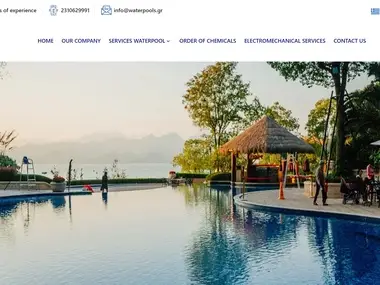 s of experience 2310629991 info@waterpools.gr
HOME OUR COMPANY SERVICES WATERPOOL ORDER OF CHEMICALS ELECTROMECHANICAL SERVICES CONTACT US